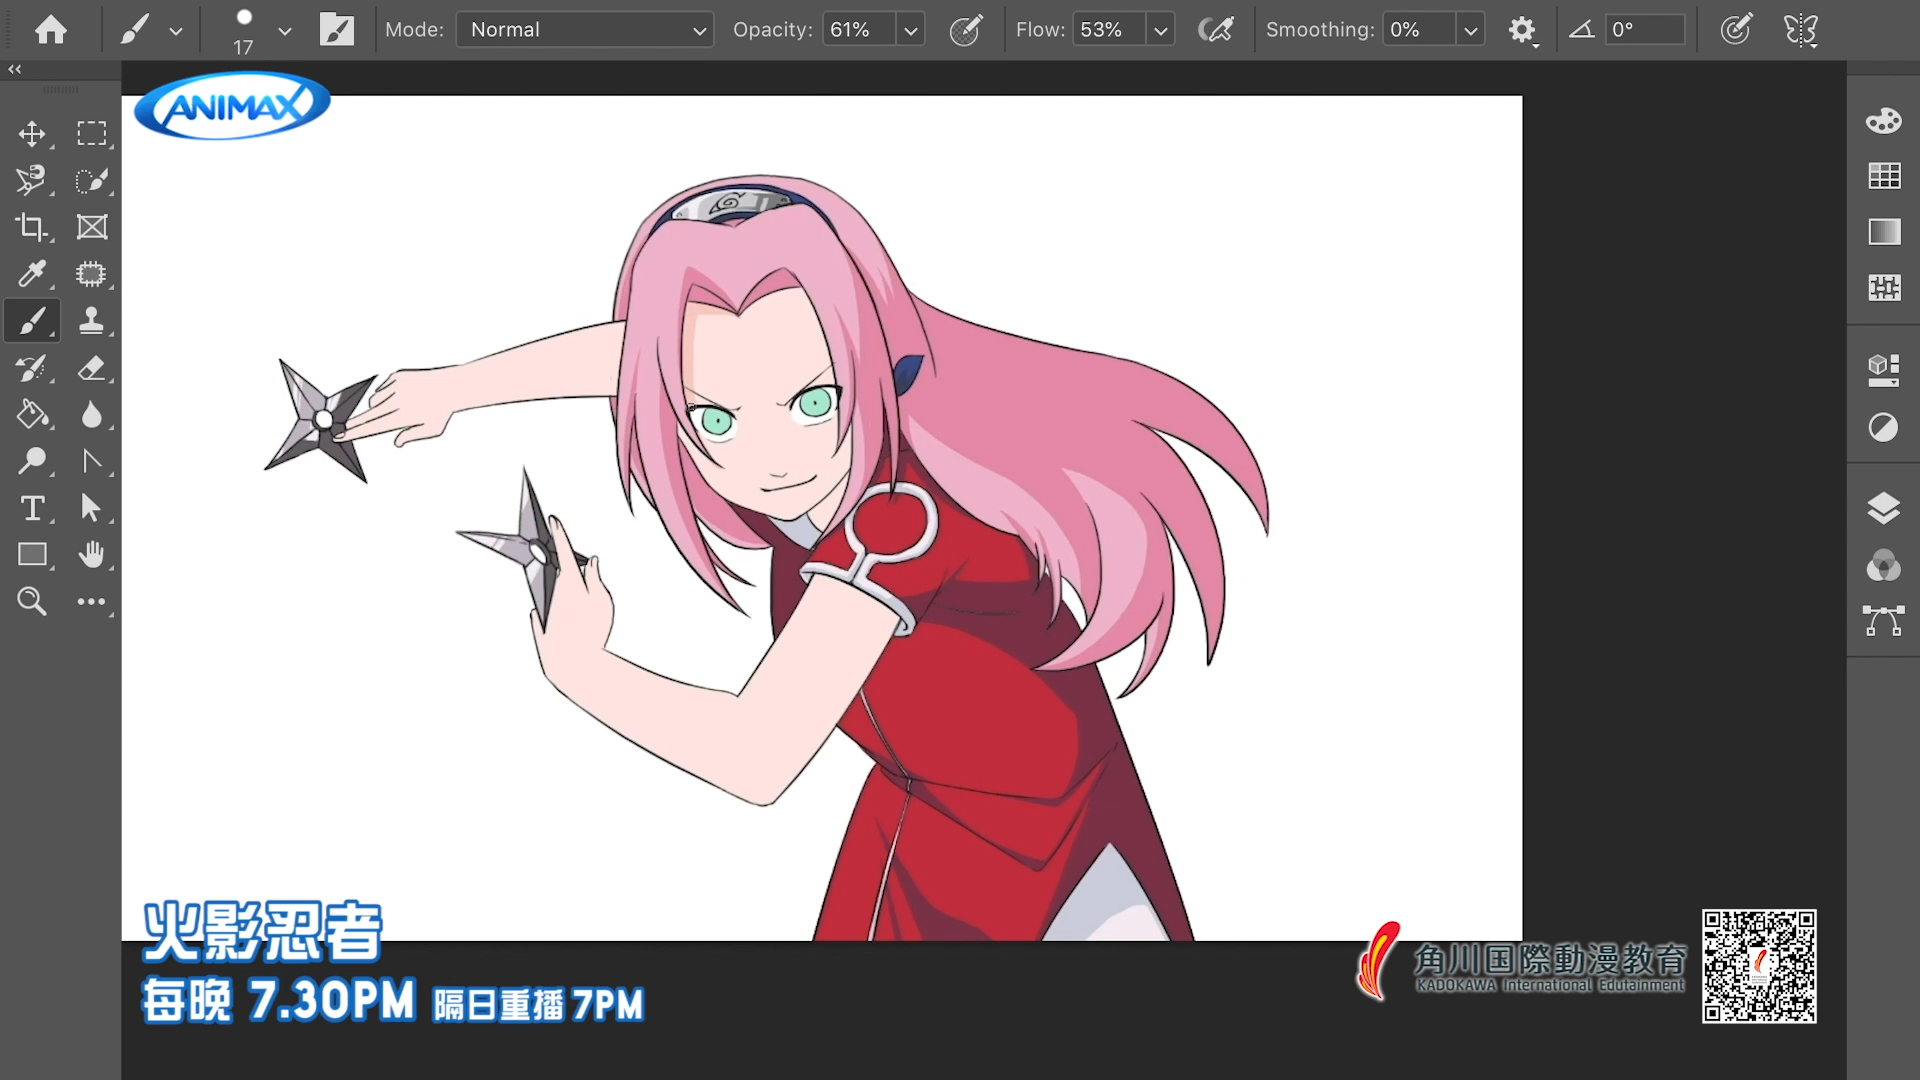 17
Mode: Normal Opacity: 61% Flow: 53% Smoothing: 0% 0°
ANIMAX
火影忍者
每晚 7.30PM 隔日重播 7PM
角川国際動漫教育
KADOKAWA International Edutainment